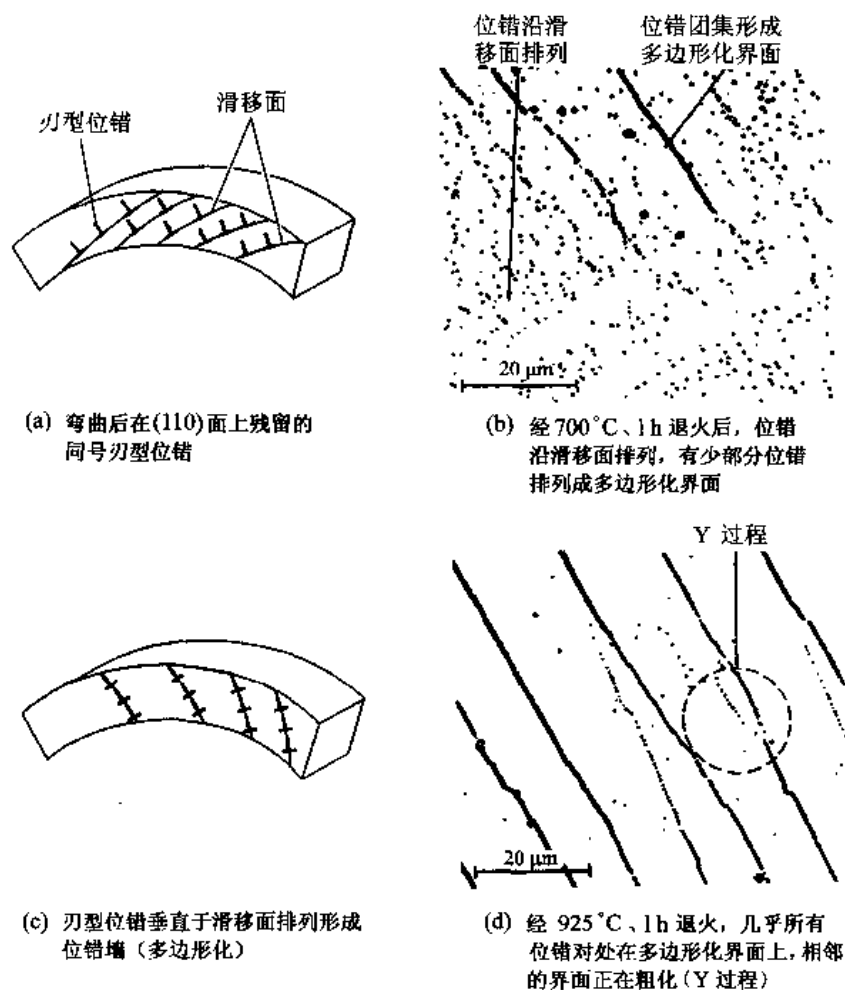 刃型位错
滑移面
(a) 弯曲后在(110)面上残留的
同号刃型位错
位错沿滑
移面排列
位错团集形成
多边形化界面
20 μm
(b) 经700°C、1h 退火后，位错
沿滑移面排列，有少部分位错
排列成多边形化界面
(c) 刃型位错垂直于滑移面排列形成
位错墙（多边形化）
Y 过程
20 μm
(d) 经 925°C、1h 退火，几乎所有
位错对处在多边形化界面上，相邻
的界面正在粗化（Y 过程）